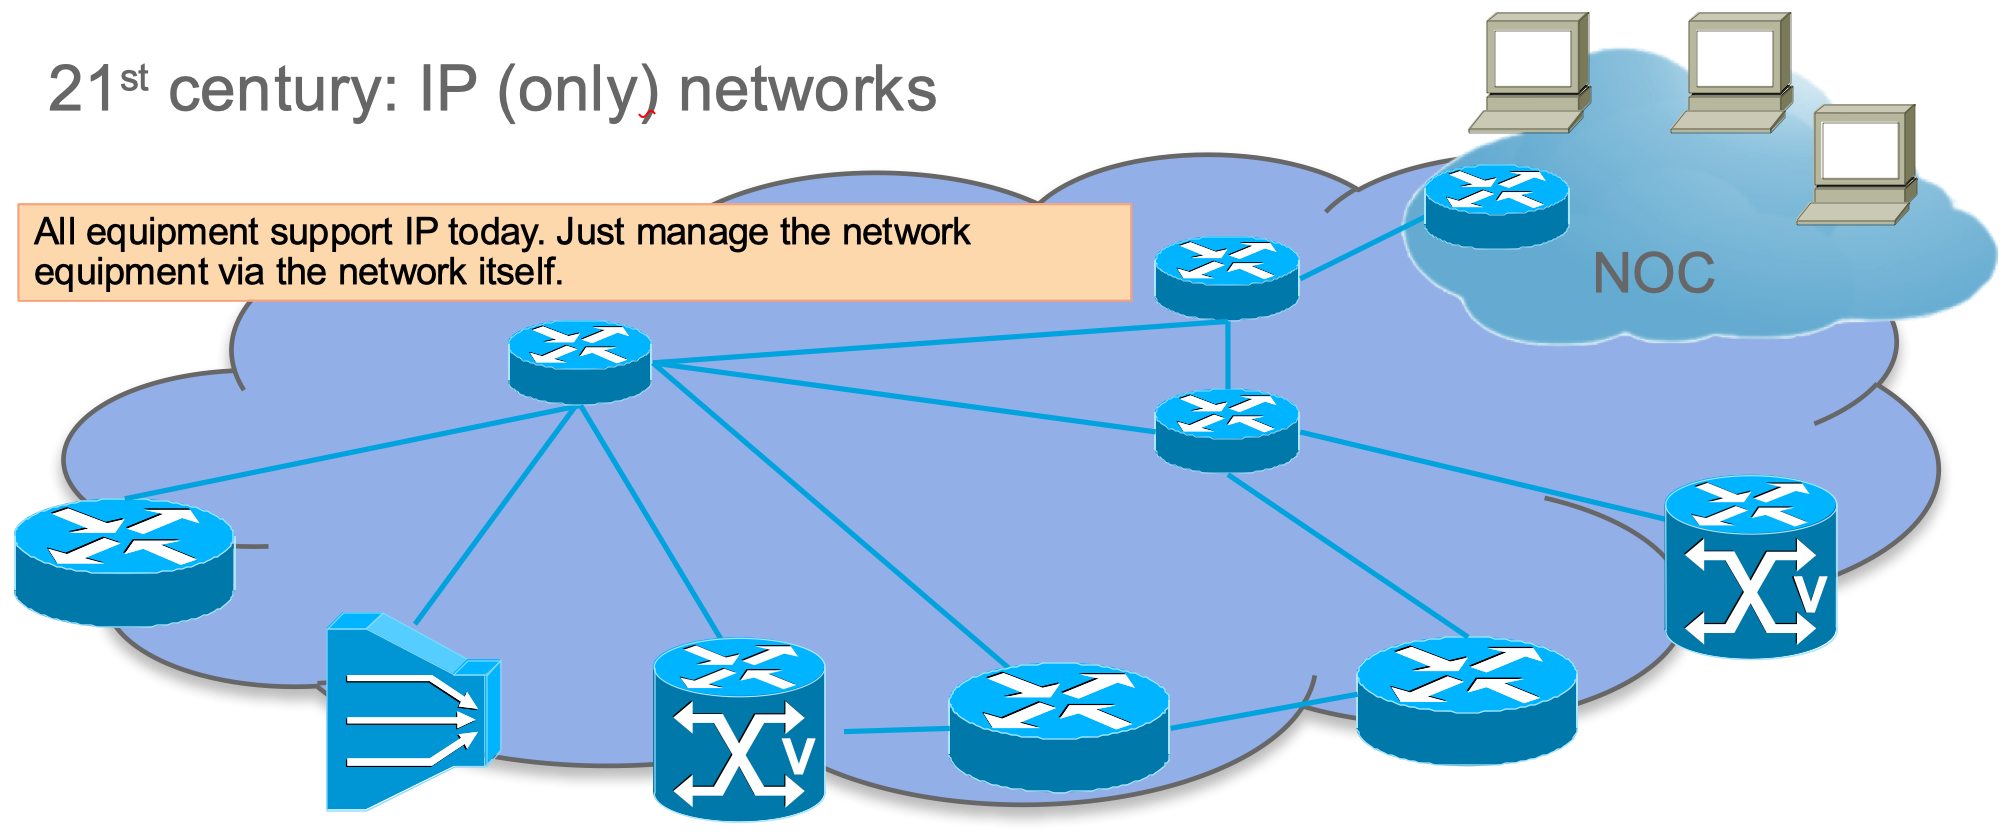 21st century: IP (only) networks
All equipment support IP today. Just manage the network
equipment via the network itself.
NOC
V
V